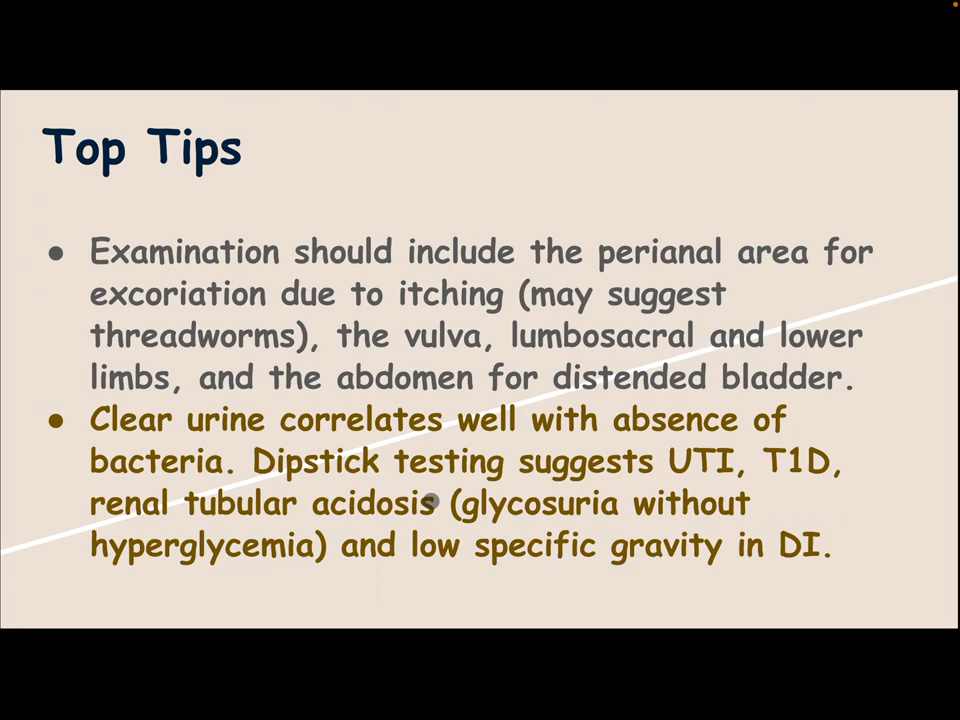 Top Tips
● Examination should include the perianal area for
excoriation due to itching (may suggest
threadworms), the vulva, lumbosacral and lower
limbs, and the abdomen for distended bladder.
● Clear urine correlates well with absence of
bacteria. Dipstick testing suggests UTI, T1D,
renal tubular acidosis (glycosuria without
hyperglycemia) and low specific gravity in DI.